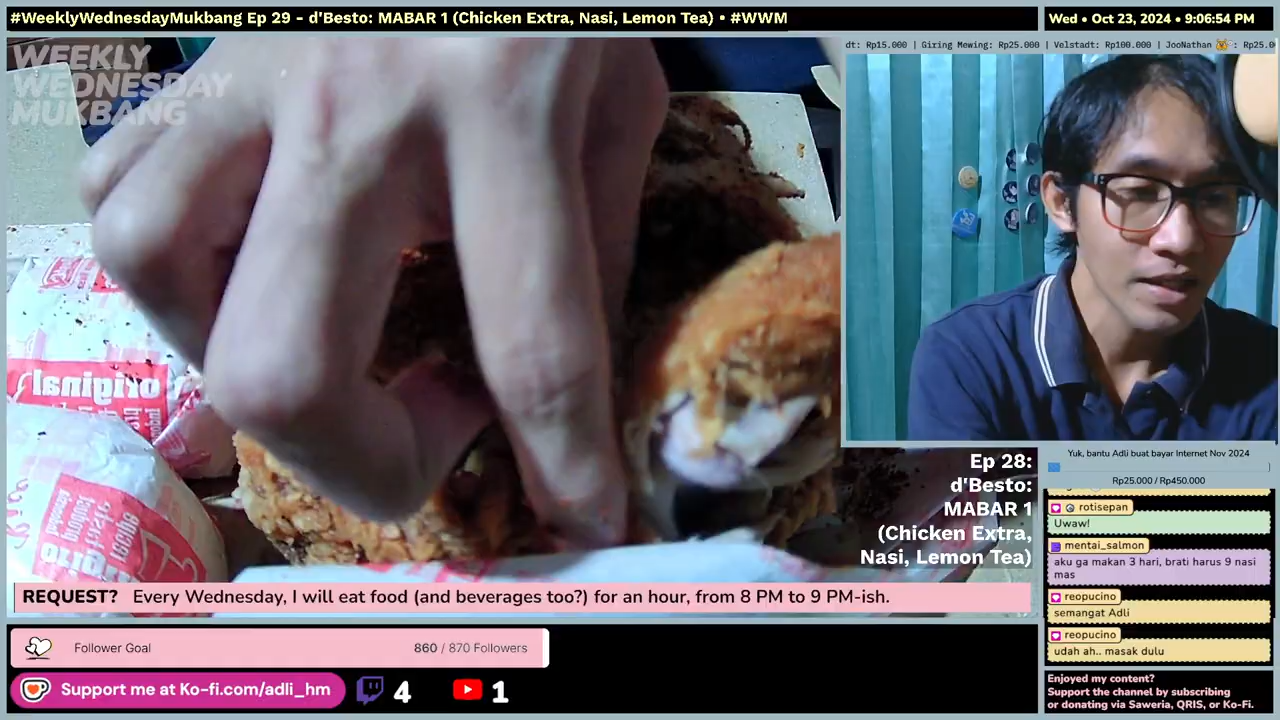 #WeeklyWednesdayMukbang Ep 29 - d'Besto: MABAR 1 (Chicken Extra, Nasi, Lemon Tea) • #WWM
Wed • Oct 23, 2024 • 9:06:54 PM
WEEKLY
WEDNESDAY
MUKBANG
dt: Rp15.000 | Giring Mewing: Rp25.000 | Velstadt: Rp100.000 | JooNathan 🐯 : Rp25.0
original
Ep 28:
d'Besto:
MABAR 1
(Chicken Extra,
Nasi, Lemon Tea)
REQUEST? Every Wednesday, I will eat food (and beverages too?) for an hour, from 8 PM to 9 PM-ish.
Yuk, bantu Adli buat bayar Internet Nov 2024
Rp25.000 / Rp450.000
rotisepan
Uwaw!
mentai_salmon
aku ga makan 3 hari, brati harus 9 nasi
mas
reopucino
semangat Adli
reopucino
udah ah.. masak dulu
Follower Goal 860 / 870 Followers
Support me at Ko-fi.com/adli_hm 4 1
Enjoyed my content?
Support the channel by subscribing
or donating via Saweria, QRIS, or Ko-Fi.